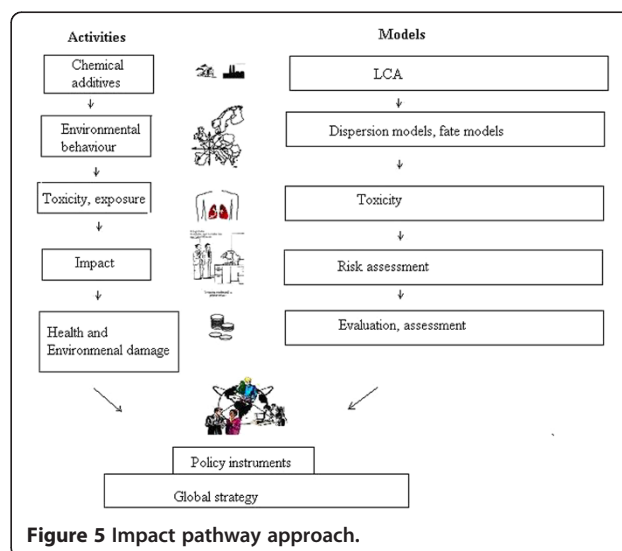 Activities
Models
Chemical
additives
LCA
Environmental
behaviour
Dispersion models, fate models
Toxicity, exposure
Toxicity
Impact
Risk assessment
Health and
Environmenal damage
Evaluation, assessment
Policy instruments
Global strategy
Figure 5 Impact pathway approach.